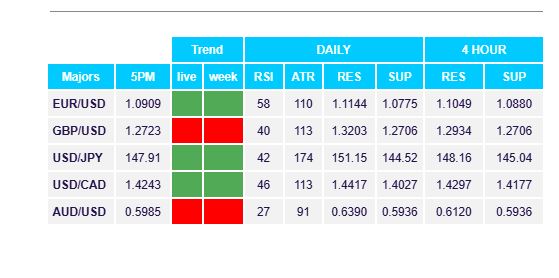 Trend DAILY 4 HOUR
Majors 5PM live week RSI ATR RES SUP RES SUP
EUR/USD 1.0909 58 110 1.1144 1.0775 1.1049 1.0880
GBP/USD 1.2723 40 113 1.3203 1.2706 1.2934 1.2706
USD/JPY 147.91 42 174 151.15 144.52 148.16 145.04
USD/CAD 1.4243 46 113 1.4417 1.4027 1.4297 1.4177
AUD/USD 0.5985 27 91 0.6390 0.5936 0.6120 0.5936